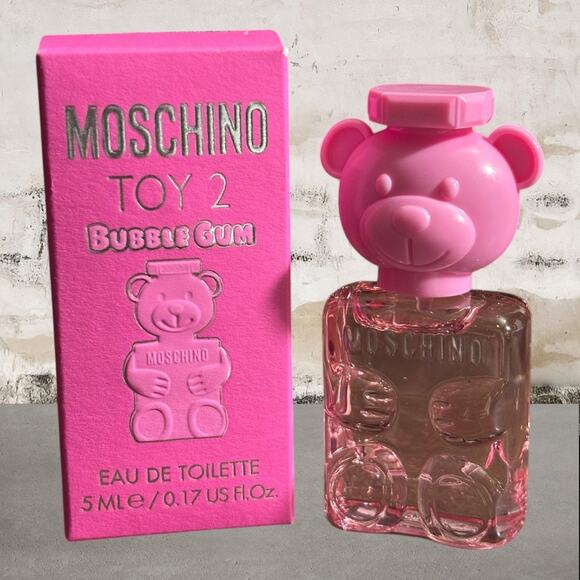 MOSCHINO
TOY 2
BUBBLE GUM
MOSCHINO
EAU DE TOILETTE
5 ML e / 0.17 US Fl.Oz.
MOSCHINO